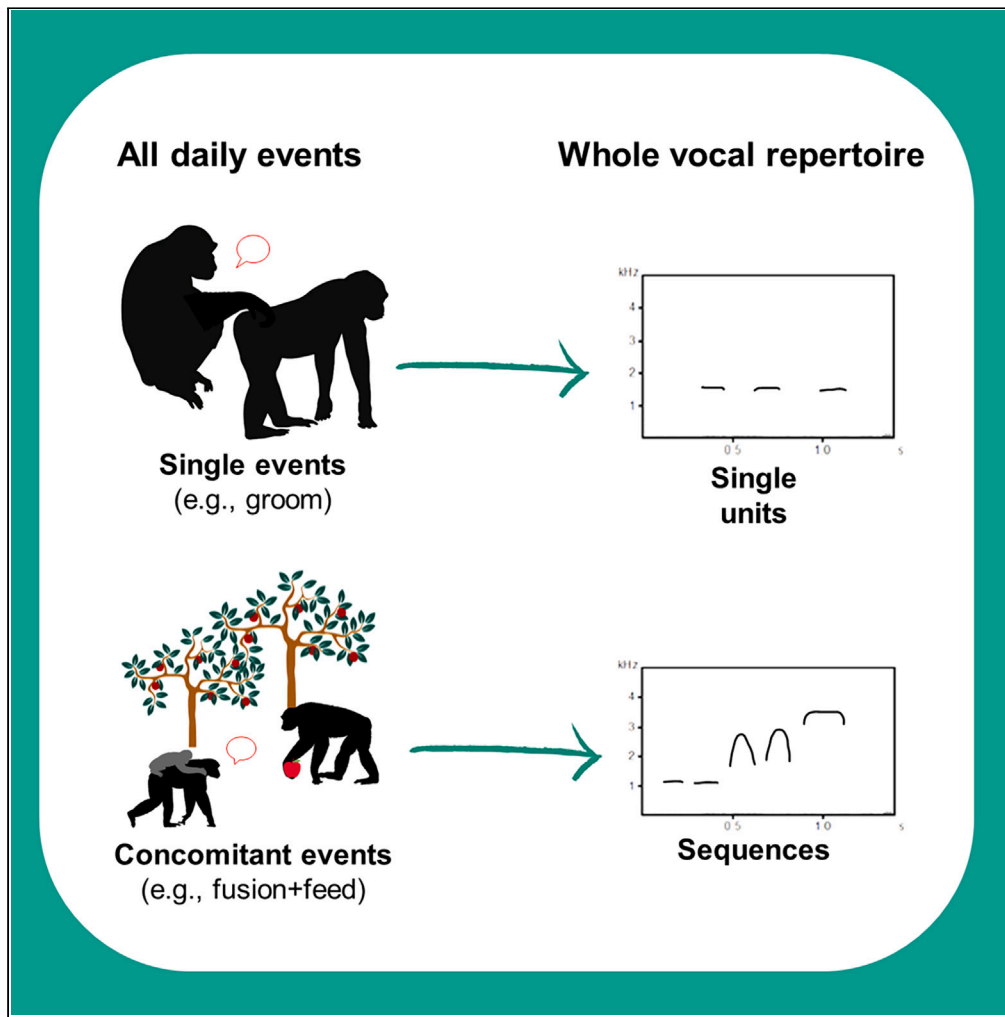 All daily events
Whole vocal repertoire
kHz
4
3
2
1
0 5
1 0
s
Single events
(e.g., groom)
Single
units
kHz
4
3
2
1
0 5
1 0
s
Concomitant events
(e.g., fusion+feed)
Sequences